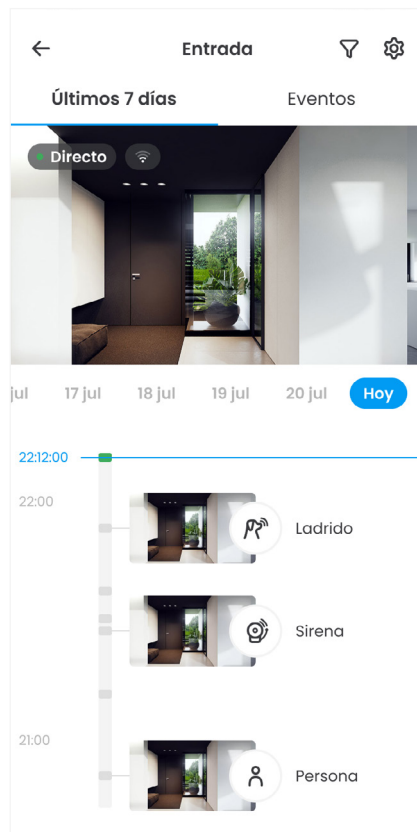 Entrada
Últimos 7 días
Eventos
Directo
jul
17 jul
18 jul
19 jul
20 jul
Hoy
22:12:00
22:00
Ladrido
Sirena
21:00
Persona